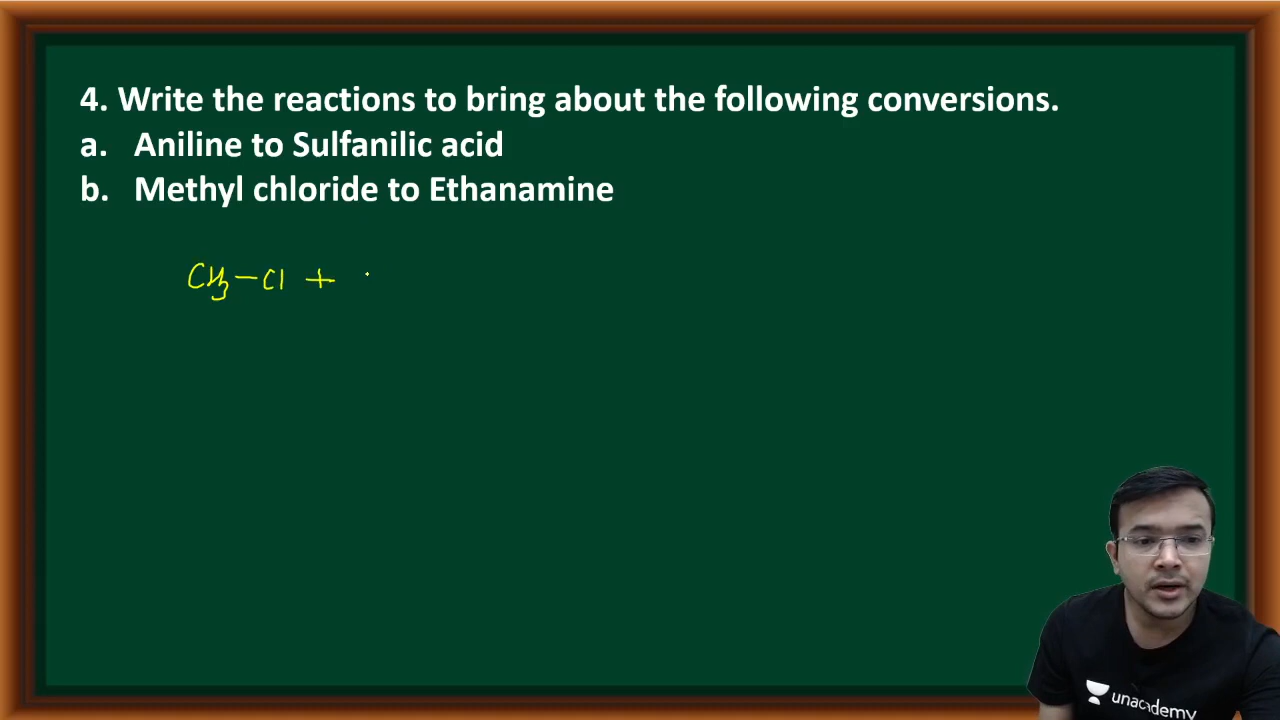 4. Write the reactions to bring about the following conversions.
a. Aniline to Sulfanilic acid
b. Methyl chloride to Ethanamine
CH3-Cl +
unacademy